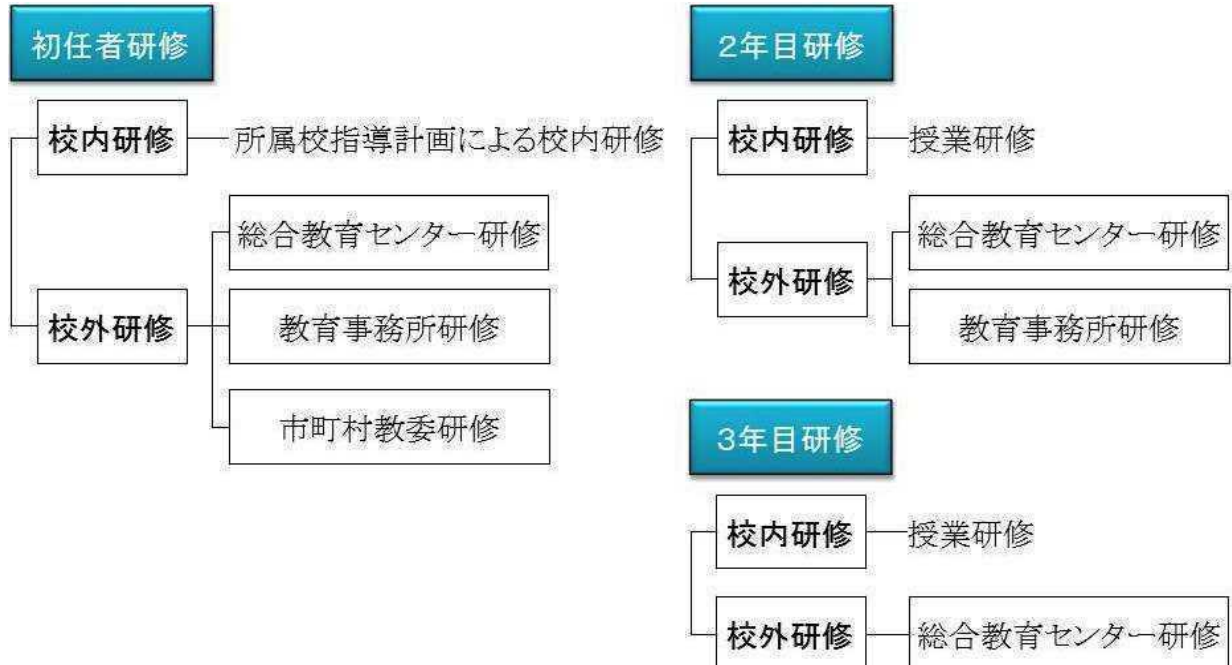 初任者研修
校内研修
所属校指導計画による校内研修
校外研修
総合教育センター研修
教育事務所研修
市町村教委研修
2年目研修
校内研修
授業研修
校外研修
総合教育センター研修
教育事務所研修
3年目研修
校内研修
授業研修
校外研修
総合教育センター研修